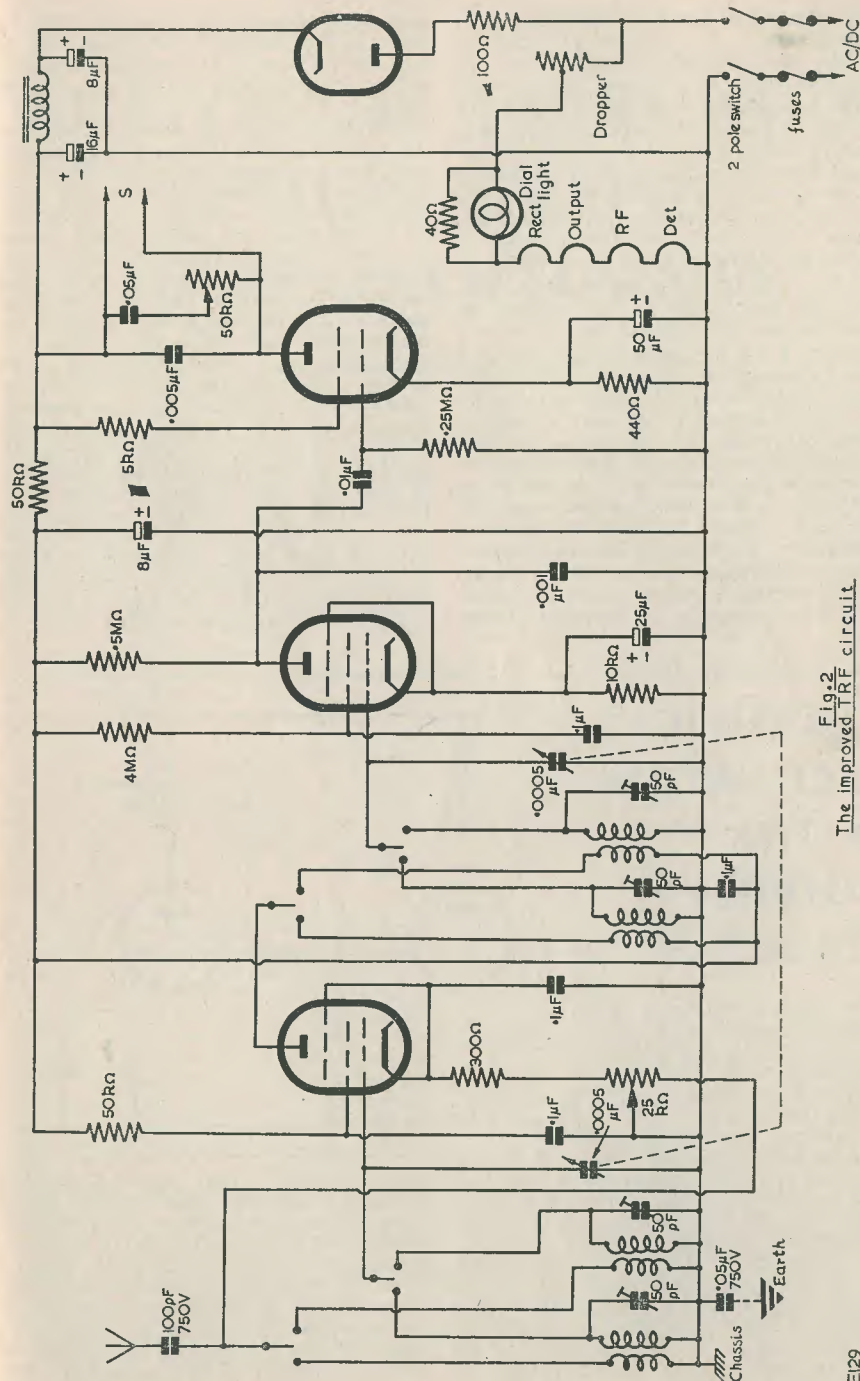 100pF
750V
50kΩ
4MΩ
·5MΩ
8µF
+
-
50kΩ
5kΩ
·005µF
·05µF
50kΩ
S
+
-
16µF
+
-
8µF
100Ω
Dropper
40Ω
Dial
light
Rect
Output
RF
Det
2 pole switch
fuses
AC/DC
·01µF
·25MΩ
440Ω
50
µF
+
-
·001
µF
10kΩ
25µF
+
-
·1µF
·0005
µF
50
pF
50
pF
·1µF
300Ω
·1µF
·1µF
25
kΩ
·0005
µF
50
pF
50
pF
·05µF
750V
Earth
Chassis
E129
Fig.2
The improved TRF circuit